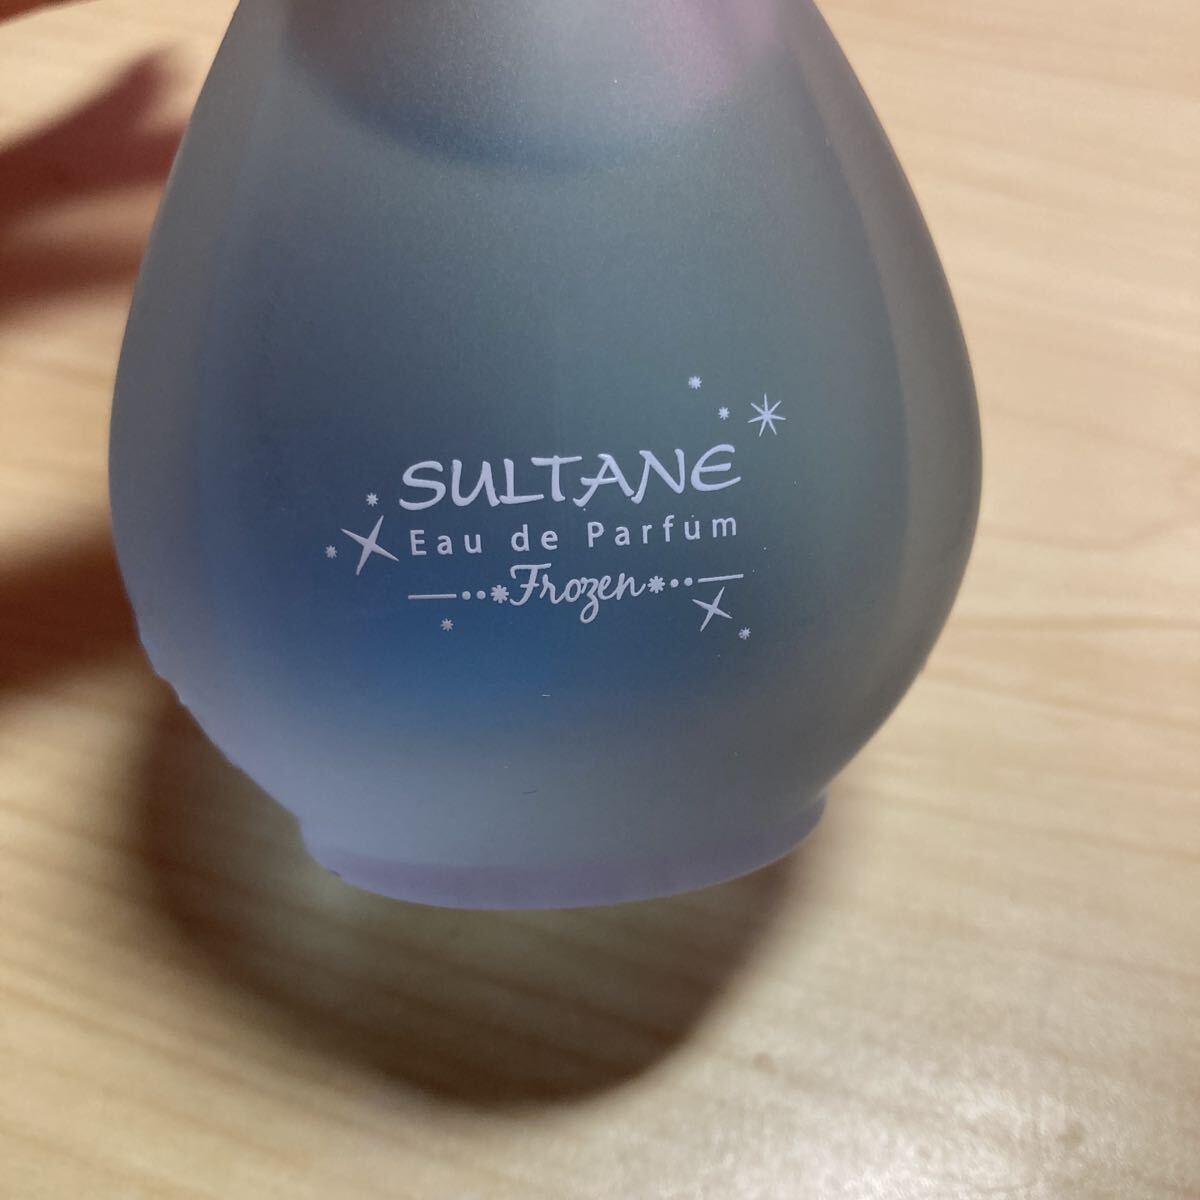 SULTANE
Eau de Parfum
Frozen